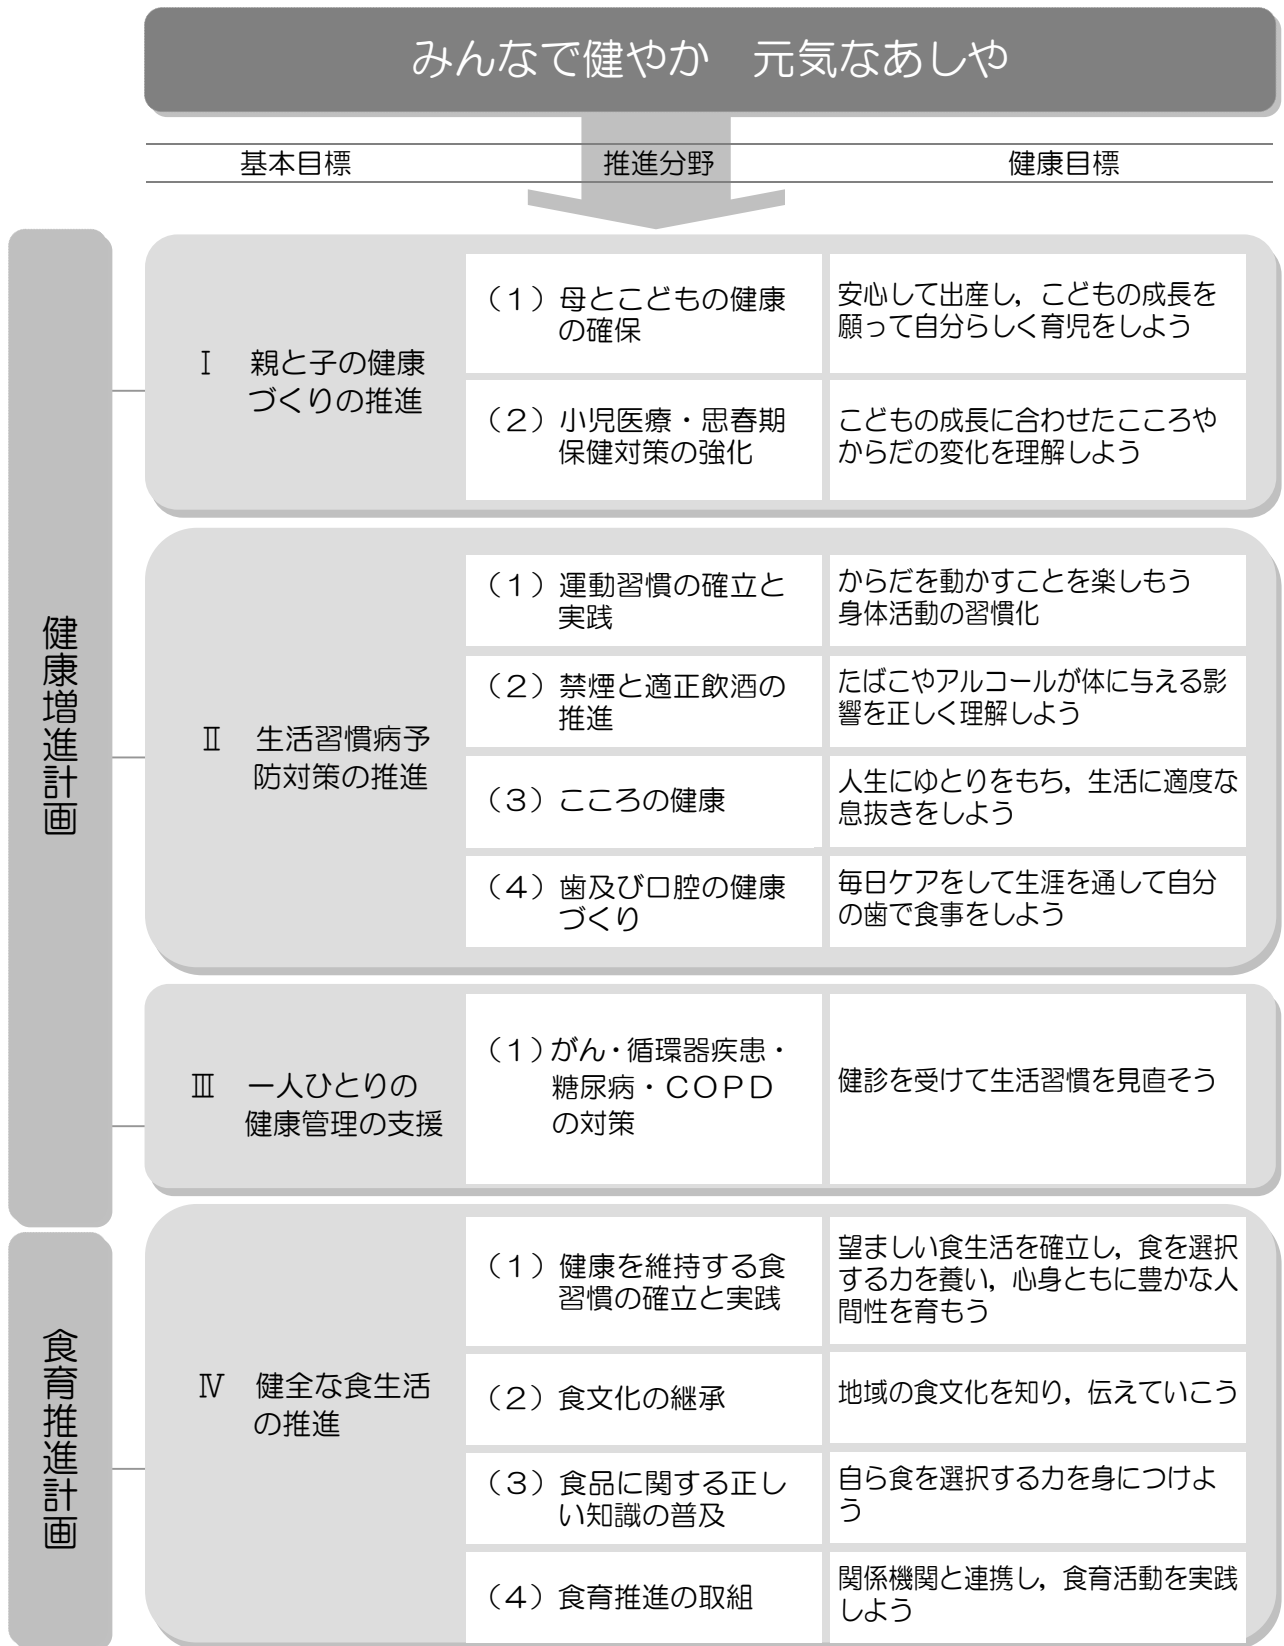 みんなで健やか　元気なあしや
基本目標　推進分野　健康目標
健康増進計画
Ⅰ　親と子の健康
づくりの推進
（１）母とこどもの健康
の確保
安心して出産し，こどもの成長を
願って自分らしく育児をしよう
（２）小児医療・思春期
保健対策の強化
こどもの成長に合わせたこころや
からだの変化を理解しよう
Ⅱ　生活習慣病予
防対策の推進
（１）運動習慣の確立と
実践
からだを動かすことを楽しもう
身体活動の習慣化
（２）禁煙と適正飲酒の
推進
たばこやアルコールが体に与える影
響を正しく理解しよう
（３）こころの健康
人生にゆとりをもち，生活に適度な
息抜きをしよう
（４）歯及び口腔の健康
づくり
毎日ケアをして生涯を通して自分
の歯で食事をしよう
Ⅲ　一人ひとりの
健康管理の支援
（１）がん・循環器疾患・
糖尿病・ＣＯＰＤ
の対策
健診を受けて生活習慣を見直そう
食育推進計画
Ⅳ　健全な食生活
の推進
（１）健康を維持する食
習慣の確立と実践
望ましい食生活を確立し，食を選択
する力を養い，心身ともに豊かな人
間性を育もう
（２）食文化の継承
地域の食文化を知り，伝えていこう
（３）食品に関する正し
い知識の普及
自ら食を選択する力を身につけよ
う
（４）食育推進の取組
関係機関と連携し，食育活動を実践
しよう